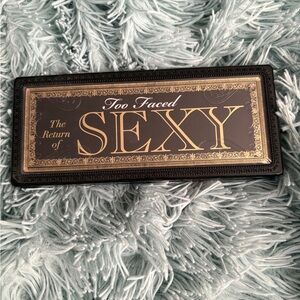 Too Faced
The
Return
of
SEXY